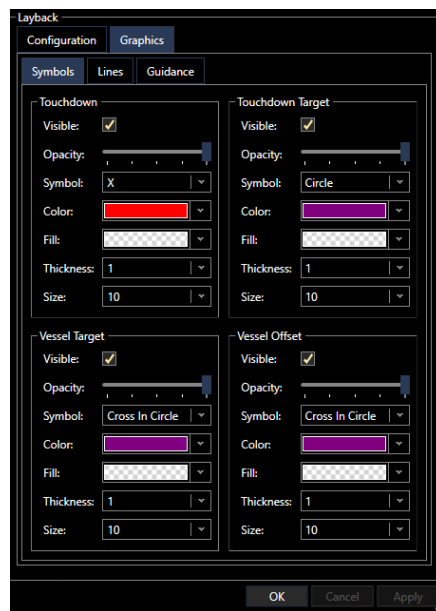 Layback
Configuration Graphics
Symbols Lines Guidance
Touchdown
Visible:
Opacity:
Symbol: X
Color:
Fill:
Thickness: 1
Size: 10
Touchdown Target
Visible:
Opacity:
Symbol: Circle
Color:
Fill:
Thickness: 1
Size: 10
Vessel Target
Visible:
Opacity:
Symbol: Cross In Circle
Color:
Fill:
Thickness: 1
Size: 10
Vessel Offset
Visible:
Opacity:
Symbol: Cross In Circle
Color:
Fill:
Thickness: 1
Size: 10
OK Cancel Apply